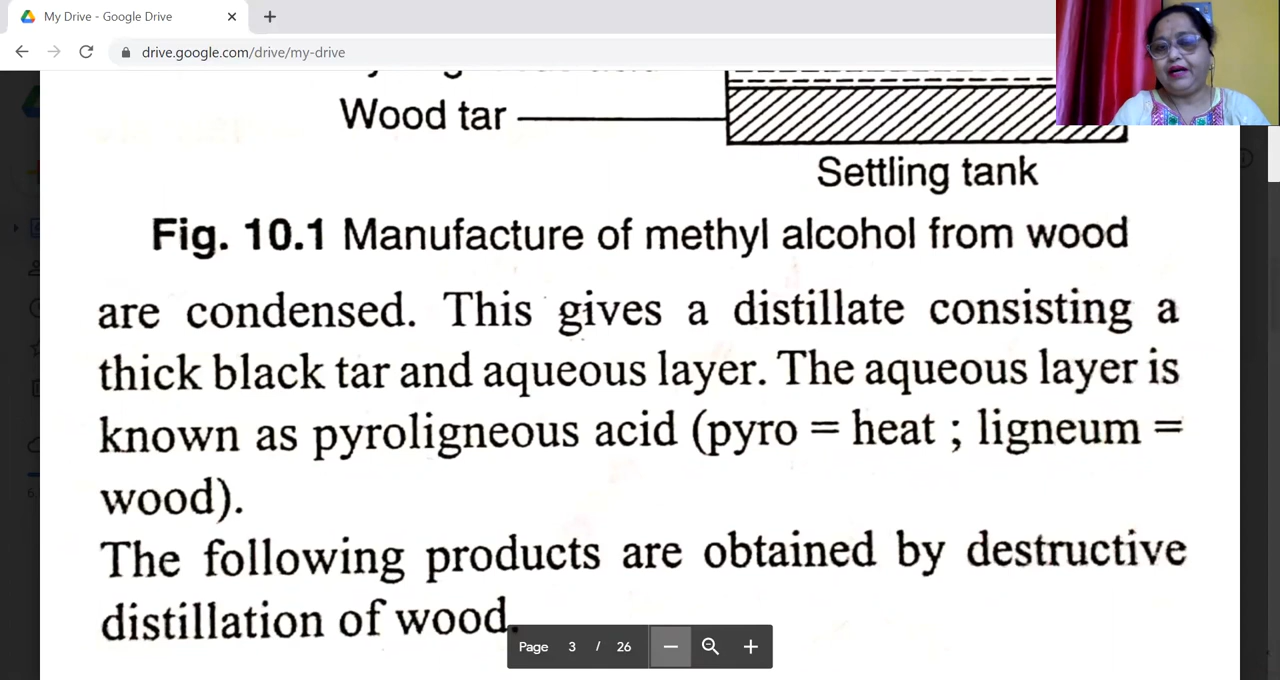 My Drive - Google Drive
drive.google.com/drive/my-drive
Wood tar
Settling tank
Fig. 10.1 Manufacture of methyl alcohol from wood
are condensed. This gives a distillate consisting a
thick black tar and aqueous layer. The aqueous layer is
known as pyroligneous acid (pyro = heat ; ligneum =
wood).
The following products are obtained by destructive
distillation of wood.
Page 3 / 26